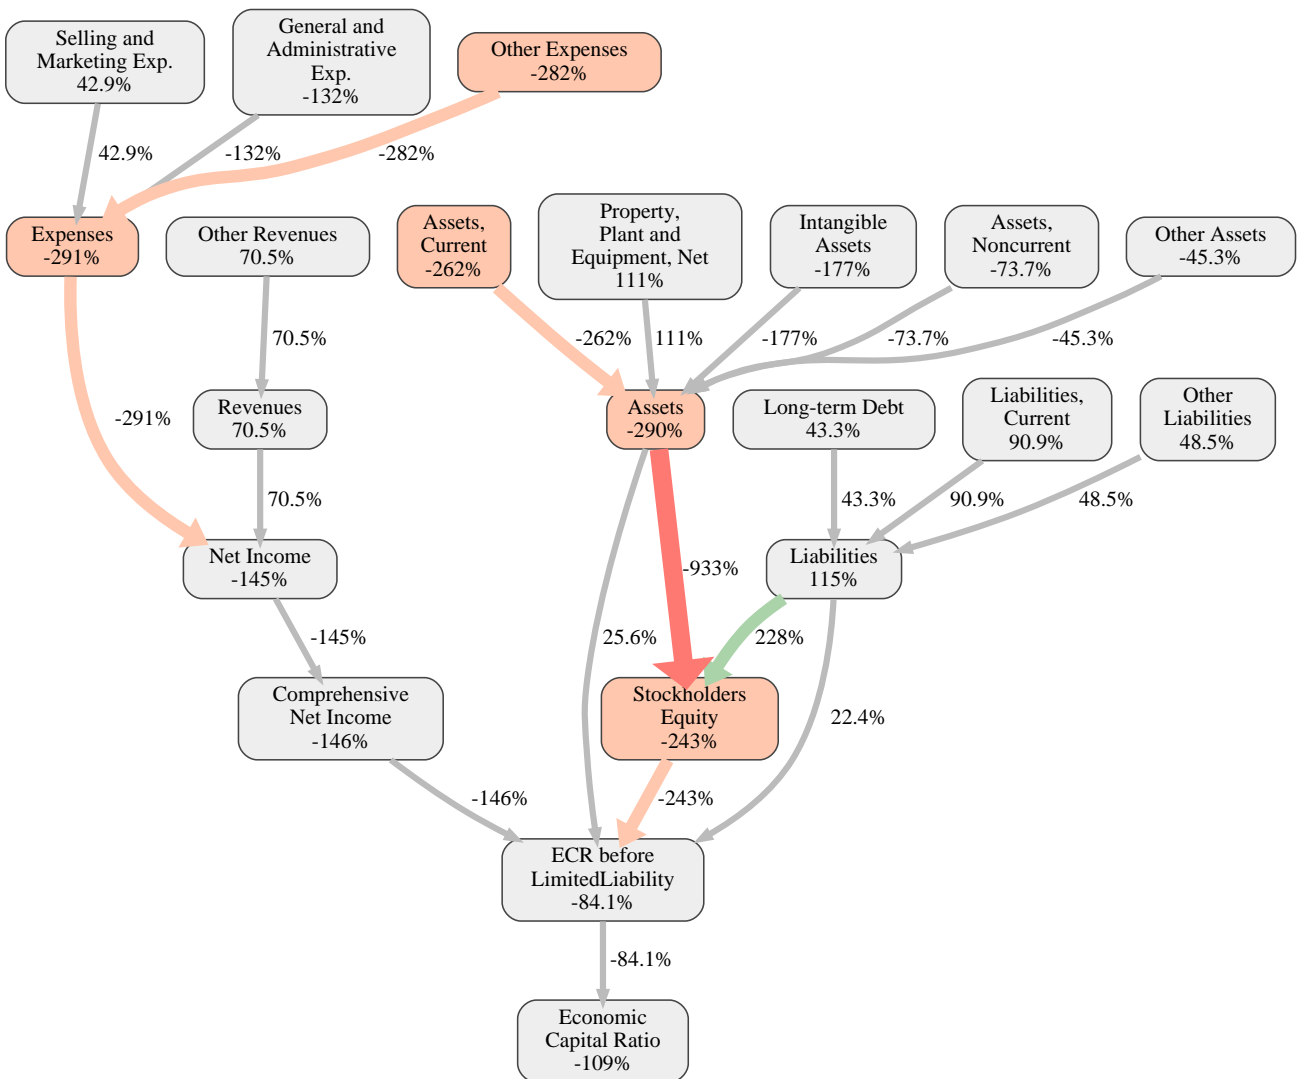 Selling and
Marketing Exp.
42.9%
General and
Administrative
Exp.
-132%
Other Expenses
-282%
42.9%
-132%
-282%
Expenses
-291%
Other Revenues
70.5%
Assets,
Current
-262%
Property,
Plant and
Equipment, Net
111%
Intangible
Assets
-177%
Assets,
Noncurrent
-73.7%
Other Assets
-45.3%
70.5%
-262%
111%
-177%
-73.7%
-45.3%
-291%
Revenues
70.5%
Assets
-290%
Long-term Debt
43.3%
Liabilities,
Current
90.9%
Other
Liabilities
48.5%
70.5%
43.3%
90.9%
48.5%
Net Income
-145%
-933%
Liabilities
115%
-145%
25.6%
228%
Comprehensive
Net Income
-146%
Stockholders
Equity
-243%
22.4%
-146%
-243%
ECR before
LimitedLiability
-84.1%
-84.1%
Economic
Capital Ratio
-109%